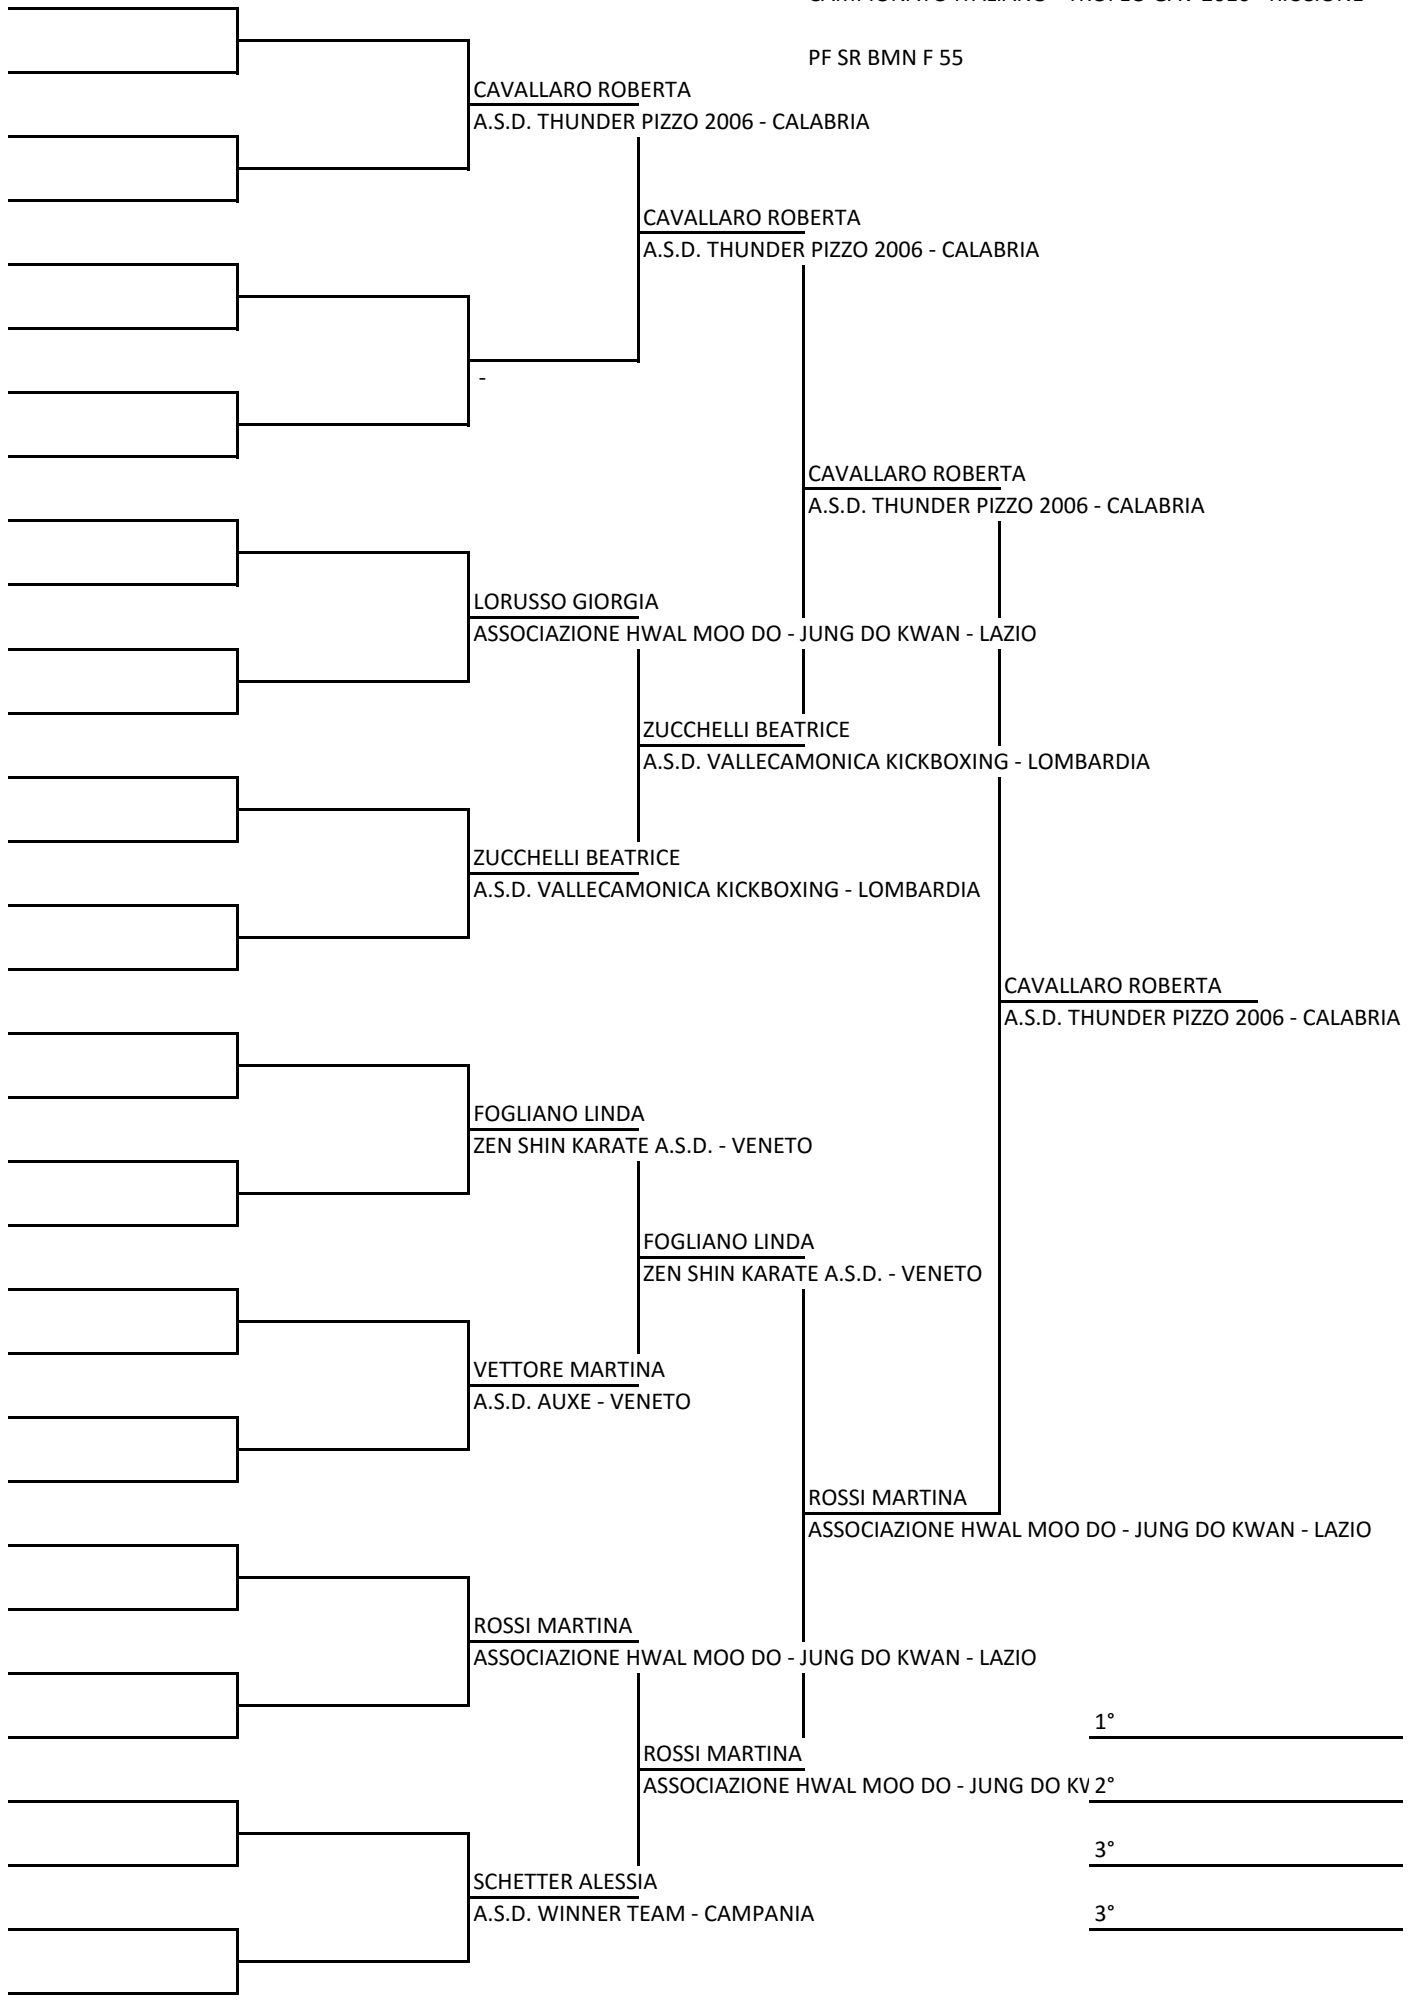 PF SR BMN F 55
CAVALLARO ROBERTA
A.S.D. THUNDER PIZZO 2006 - CALABRIA
CAVALLARO ROBERTA
A.S.D. THUNDER PIZZO 2006 - CALABRIA
-
CAVALLARO ROBERTA
A.S.D. THUNDER PIZZO 2006 - CALABRIA
LORUSSO GIORGIA
ASSOCIAZIONE HWAL MOO DO - JUNG DO KWAN - LAZIO
ZUCCHELLI BEATRICE
A.S.D. VALLECAMONICA KICKBOXING - LOMBARDIA
ZUCCHELLI BEATRICE
A.S.D. VALLECAMONICA KICKBOXING - LOMBARDIA
CAVALLARO ROBERTA
A.S.D. THUNDER PIZZO 2006 - CALABRIA
FOGLIANO LINDA
ZEN SHIN KARATE A.S.D. - VENETO
FOGLIANO LINDA
ZEN SHIN KARATE A.S.D. - VENETO
VETTORE MARTINA
A.S.D. AUXE - VENETO
ROSSI MARTINA
ASSOCIAZIONE HWAL MOO DO - JUNG DO KWAN - LAZIO
ROSSI MARTINA
ASSOCIAZIONE HWAL MOO DO - JUNG DO KWAN - LAZIO
1°
ROSSI MARTINA
ASSOCIAZIONE HWAL MOO DO - JUNG DO 2°
3°
SCHETTER ALESSIA
A.S.D. WINNER TEAM - CAMPANIA
3°